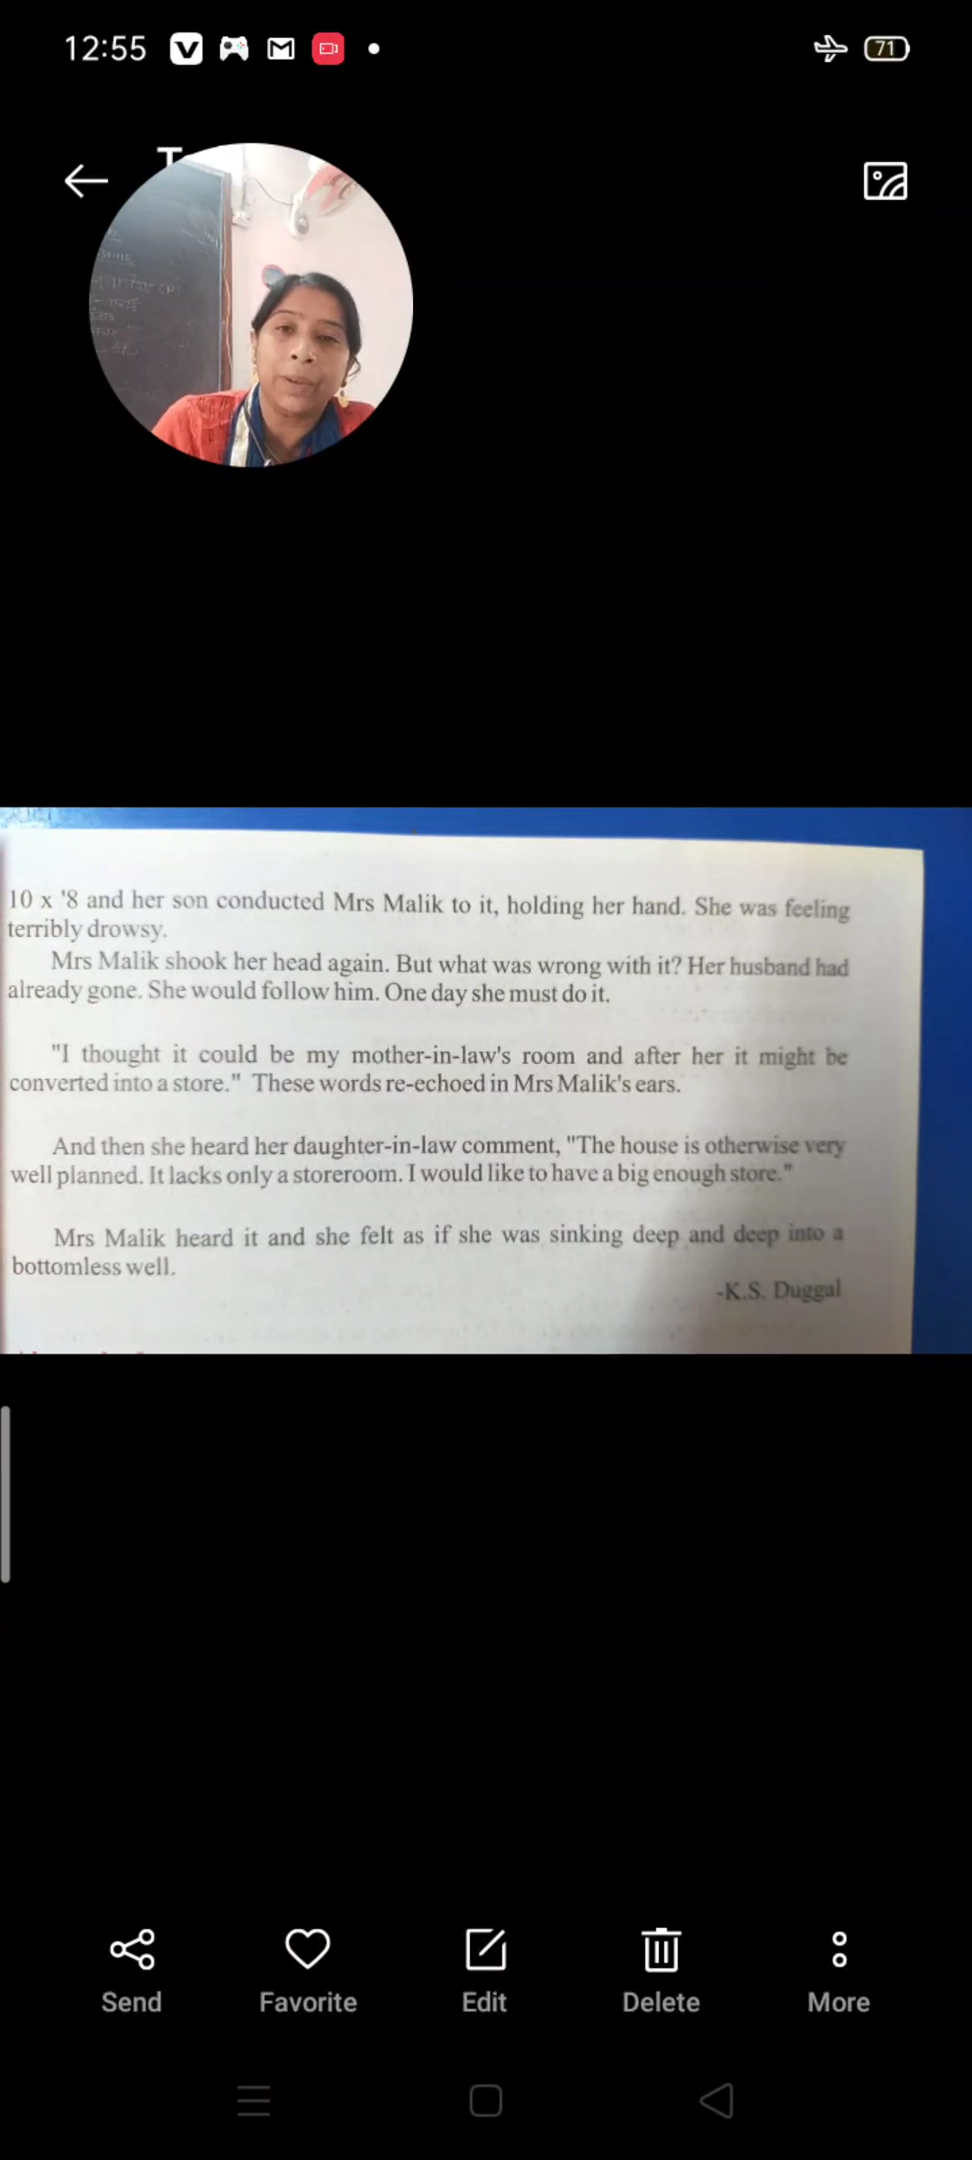 12:55
71
10 x '8 and her son conducted Mrs Malik to it, holding her hand. She was feeling
terribly drowsy.
Mrs Malik shook her head again. But what was wrong with it? Her husband had
already gone. She would follow him. One day she must do it.
"I thought it could be my mother-in-law's room and after her it might be
converted into a store." These words re-echoed in Mrs Malik's ears.
And then she heard her daughter-in-law comment, "The house is otherwise very
well planned. It lacks only a storeroom. I would like to have a big enough store."
Mrs Malik heard it and she felt as if she was sinking deep and deep into a
bottomless well.
-K.S. Duggal
Send Favorite Edit Delete More